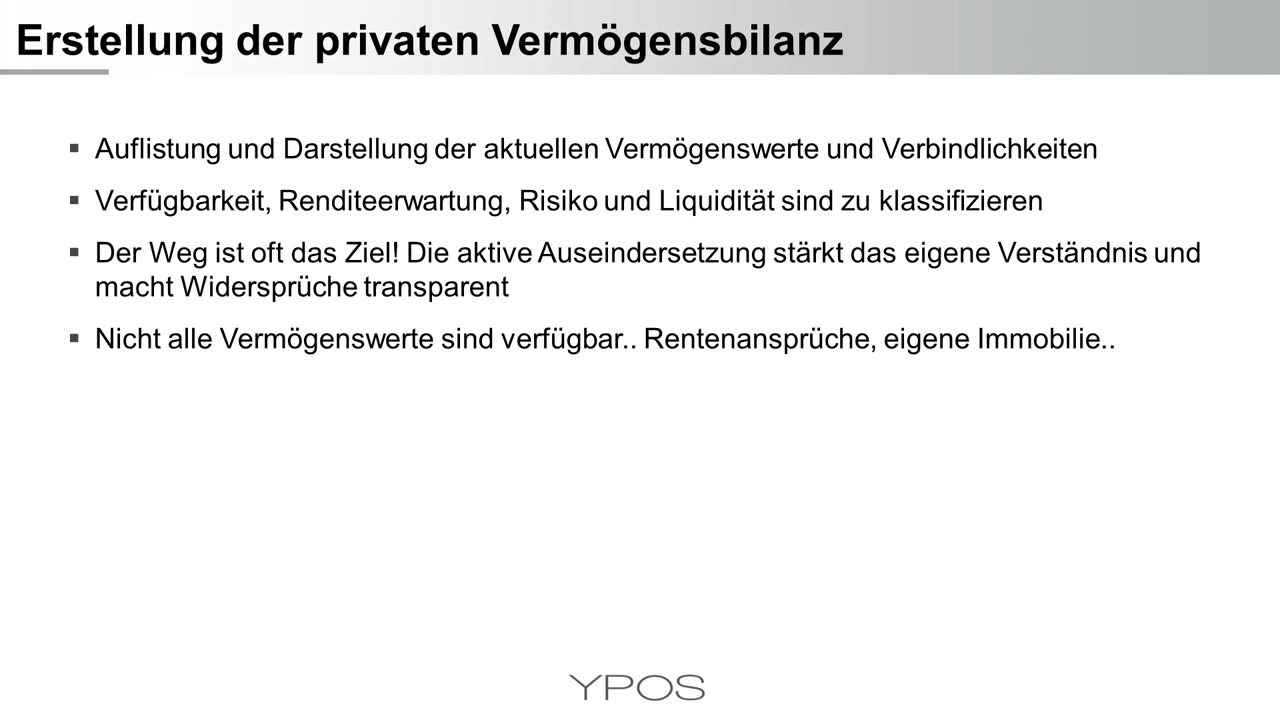 Erstellung der privaten Vermögensbilanz
▪ Auflistung und Darstellung der aktuellen Vermögenswerte und Verbindlichkeiten
▪ Verfügbarkeit, Renditeerwartung, Risiko und Liquidität sind zu klassifizieren
▪ Der Weg ist oft das Ziel! Die aktive Auseindersetzung stärkt das eigene Verständnis und
macht Widersprüche transparent
▪ Nicht alle Vermögenswerte sind verfügbar.. Rentenansprüche, eigene Immobilie..
YPOS